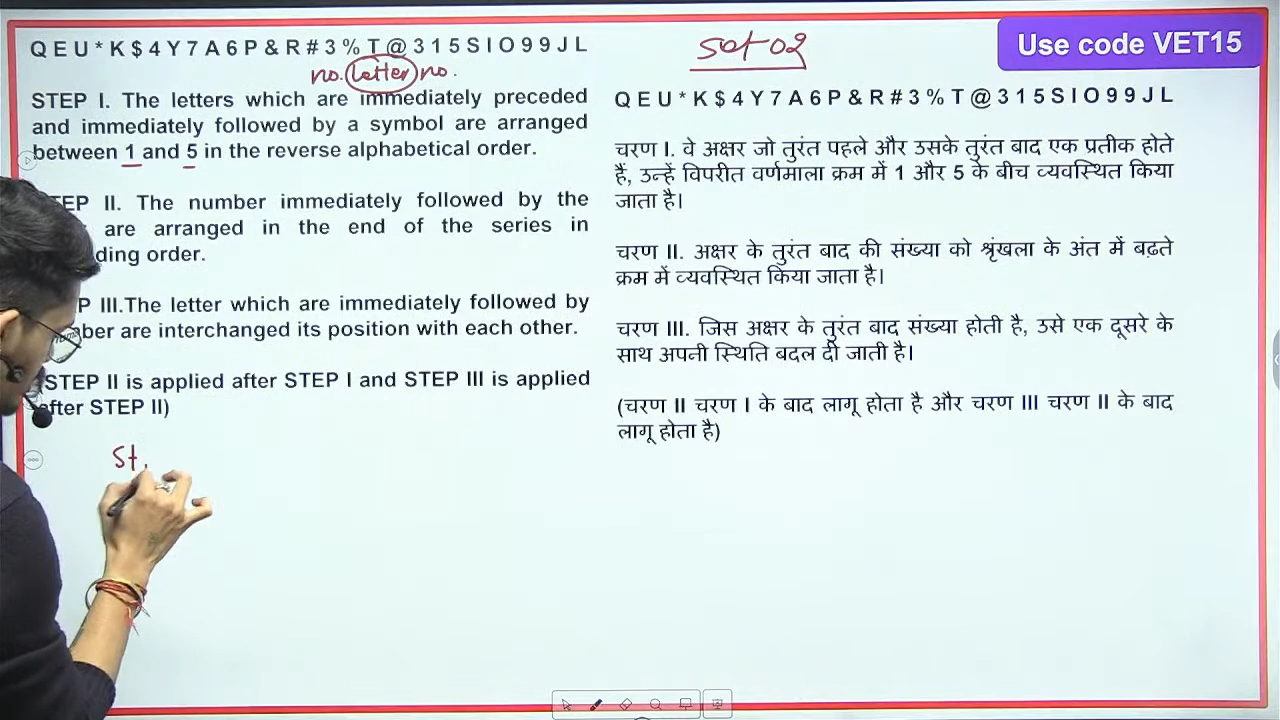 Q E U * K $ 4 Y 7 A 6 P & R # 3 % T @ 3 1 5 S I O 9 9 J L
no. letter no.
STEP I. The letters which are immediately preceded
and immediately followed by a symbol are arranged
between 1 and 5 in the reverse alphabetical order.
II. The number immediately followed by the
are arranged in the end of the series in
order.
III.The letter which are immediately followed by
are interchanged its position with each other.
(STEP II is applied after STEP I and STEP III is applied
after STEP II)
St
Set 02
Use code VET15
Q E U * K $ 4 Y 7 A 6 P & R # 3 % T @ 3 1 5 S I O 9 9 J L
चरण I. वे अक्षर जो तुरंत पहले और उसके तुरंत बाद एक प्रतीक होते
हैं, उन्हें विपरीत वर्णमाला क्रम में 1 और 5 के बीच व्यवस्थित किया
जाता है।
चरण II. अक्षर के तुरंत बाद की संख्या को श्रृंखला के अंत में बढ़ते
क्रम में व्यवस्थित किया जाता है।
चरण III. जिस अक्षर के तुरंत बाद संख्या होती है, उसे एक दूसरे के
साथ अपनी स्थिति बदल दी जाती है।
(चरण II चरण I के बाद लागू होता है और चरण III चरण II के बाद
लागू होता है)